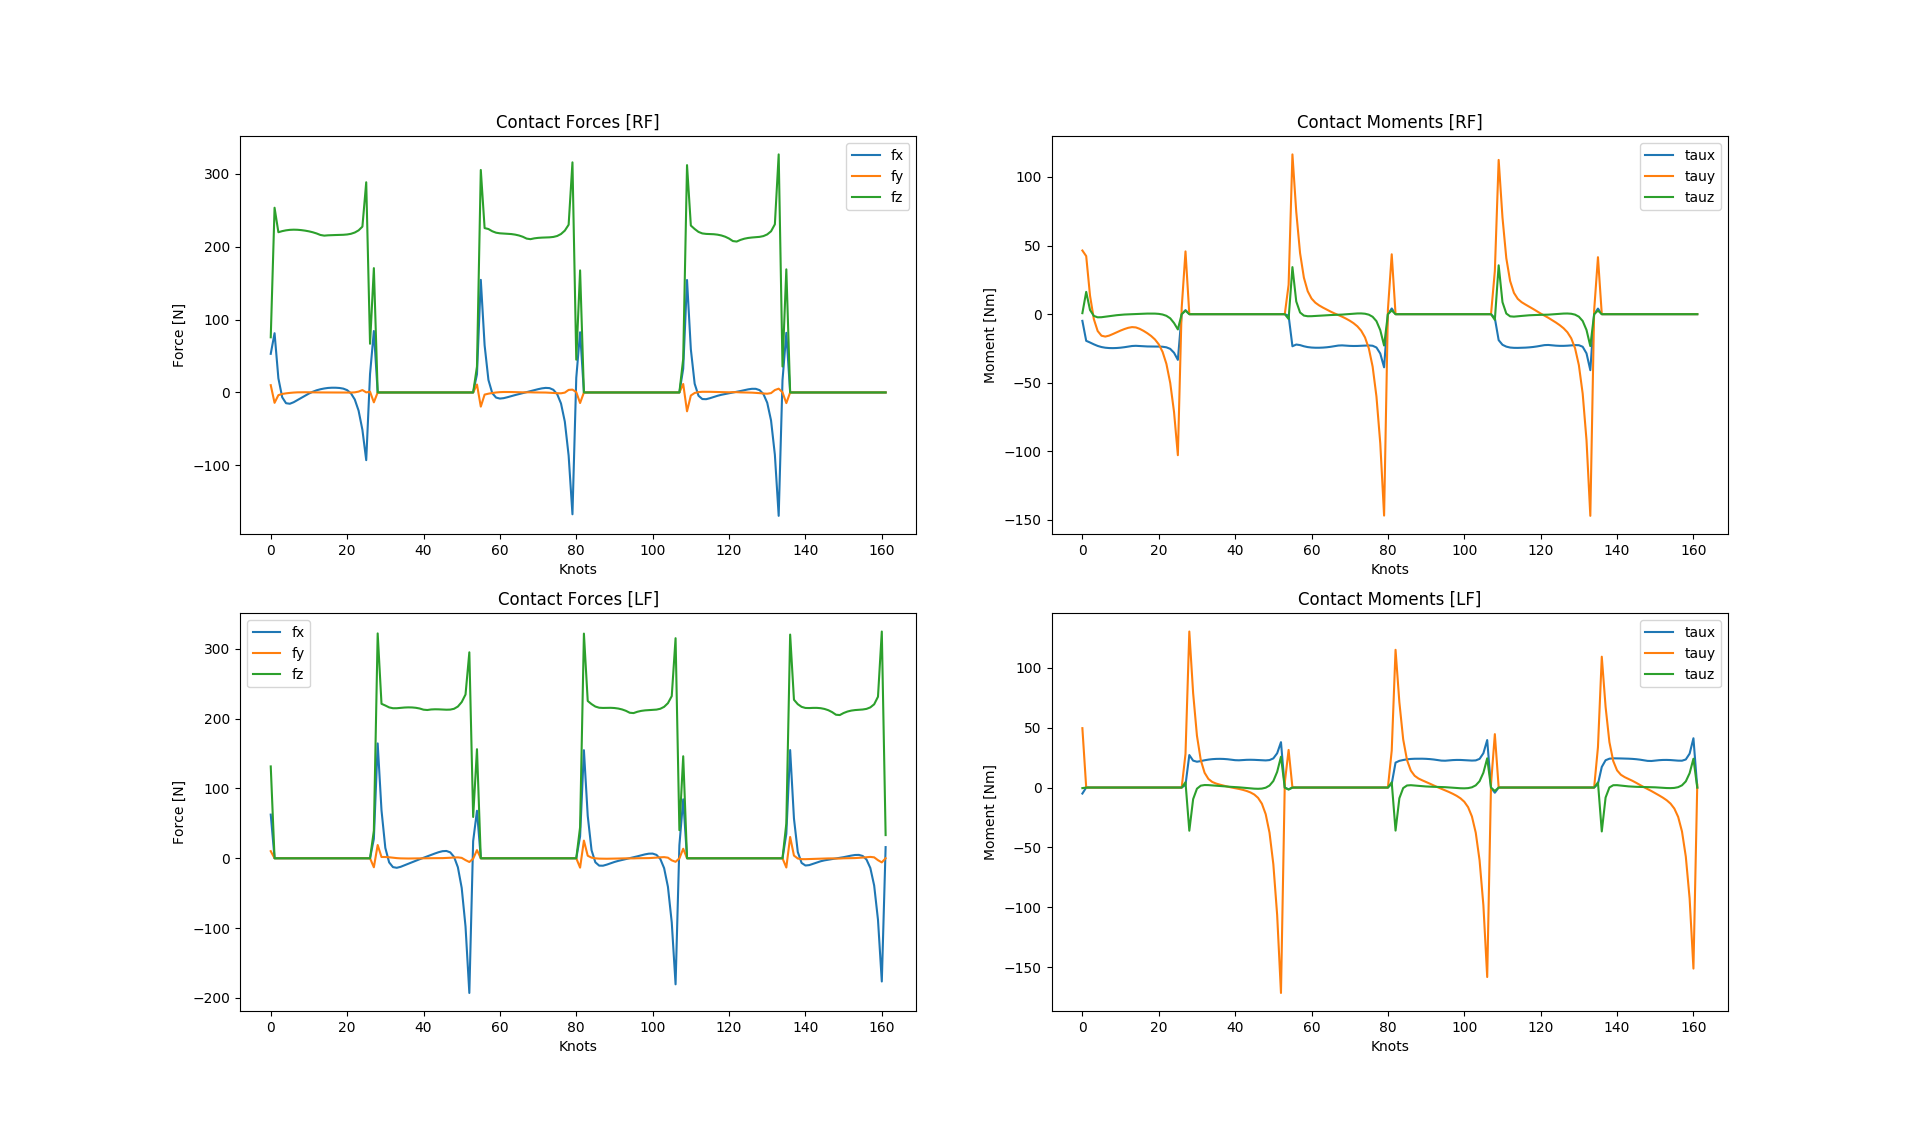 Contact Forces [RF]
Force [N]
300
200
100
0
−100
fx
fy
fz
0 20 40 60 80 100 120 140 160
Knots
Contact Moments [RF]
Moment [Nm]
100
50
0
−50
−100
−150
taux
tauy
tauz
0 20 40 60 80 100 120 140 160
Knots
Contact Forces [LF]
Force [N]
300
200
100
0
−100
−200
fx
fy
fz
0 20 40 60 80 100 120 140 160
Knots
Contact Moments [LF]
Moment [Nm]
100
50
0
−50
−100
−150
taux
tauy
tauz
0 20 40 60 80 100 120 140 160
Knots